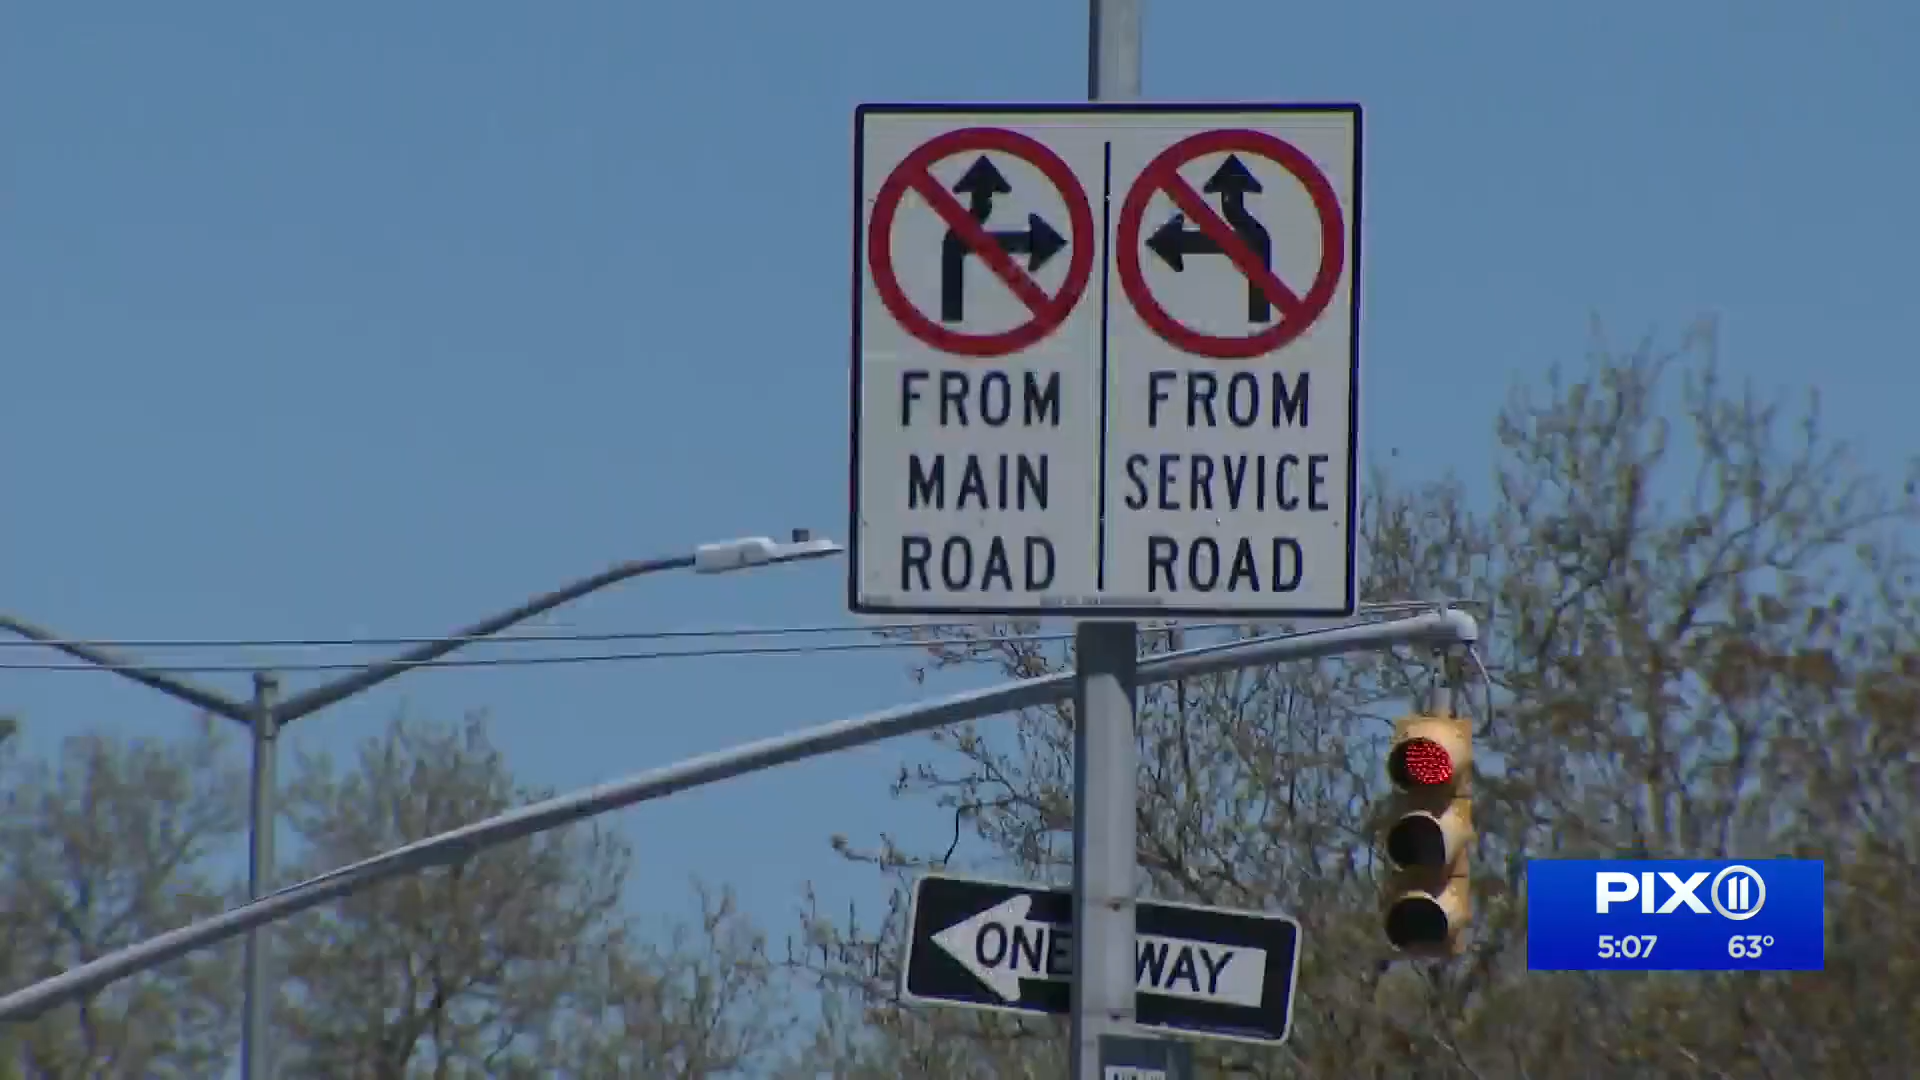 FROM
MAIN
ROAD
FROM
SERVICE
ROAD
ONE WAY
PIX11
5:07 63°